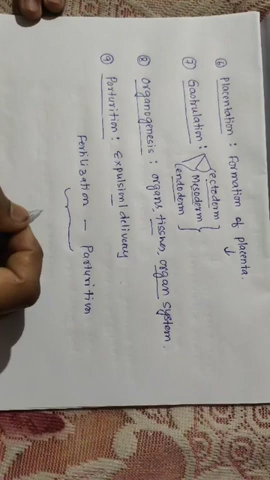 ⑥ Placentation : Formation of placenta.
⑦ Gastrulation : ectoderm
Mesoderm
endoderm
⑧ Organogenesis : organs, tissues, organ system.
⑨ Parturition : Expulsion / delivery
Fertilization — Parturition